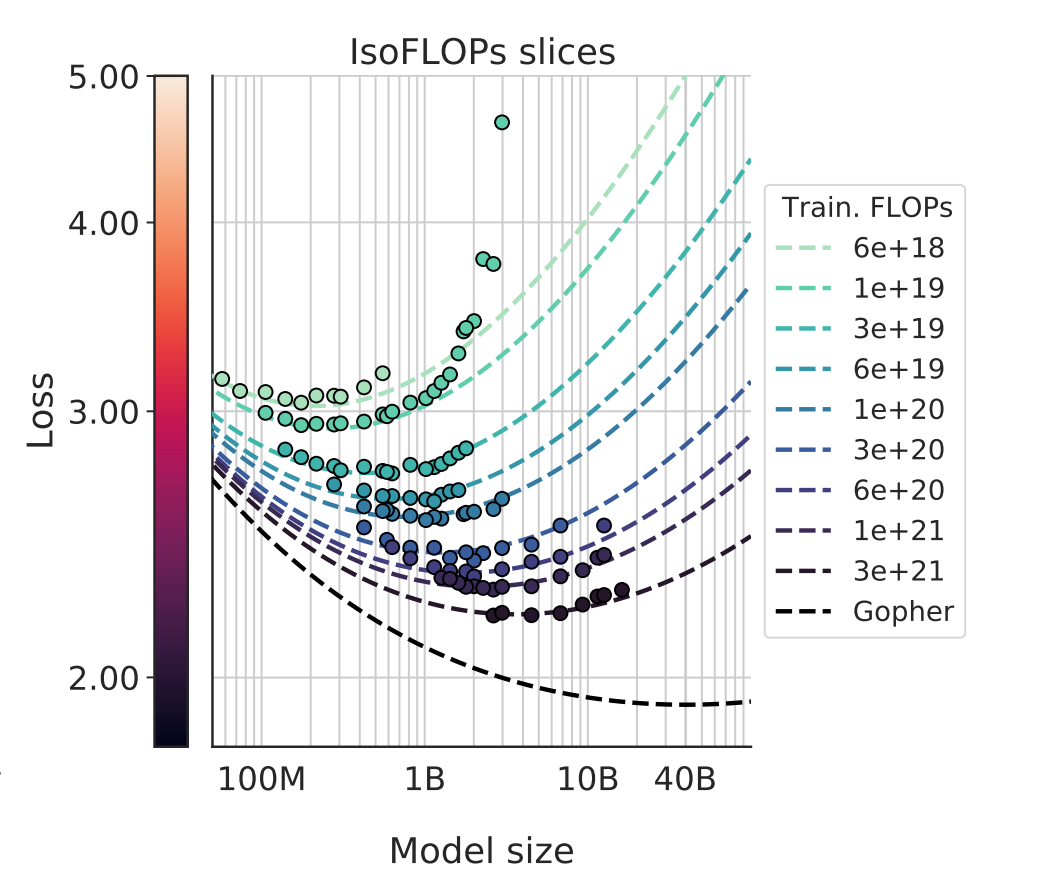 IsoFLOPs slices
5.00
4.00
3.00
2.00
Loss
100M
1B
10B
40B
Model size
Train. FLOPs
6e+18
1e+19
3e+19
6e+19
1e+20
3e+20
6e+20
1e+21
3e+21
Gopher